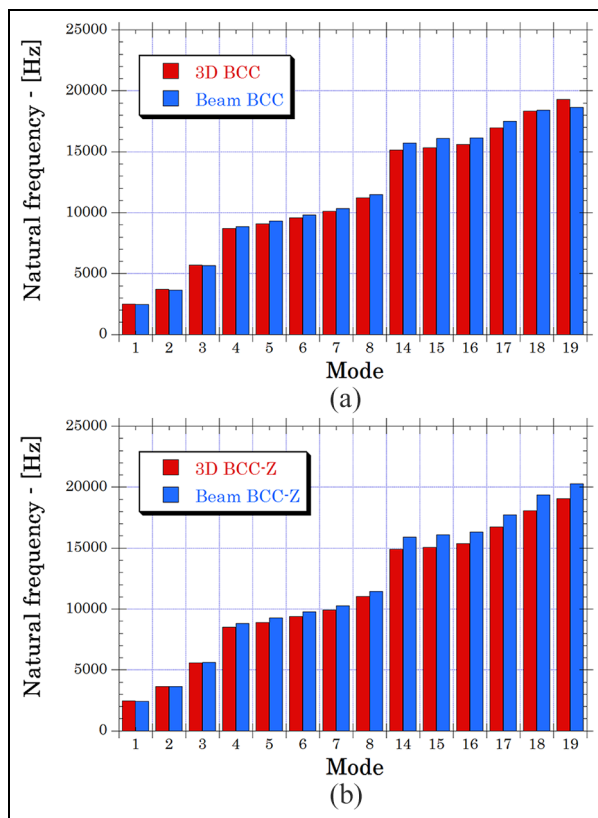 25000
20000
15000
10000
5000
0
Natural frequency - [Hz]
3D BCC
Beam BCC
1 2 3 4 5 6 7 8 14 15 16 17 18 19
Mode
(a)
25000
20000
15000
10000
5000
0
Natural frequency - [Hz]
3D BCC-Z
Beam BCC-Z
1 2 3 4 5 6 7 8 14 15 16 17 18 19
Mode
(b)